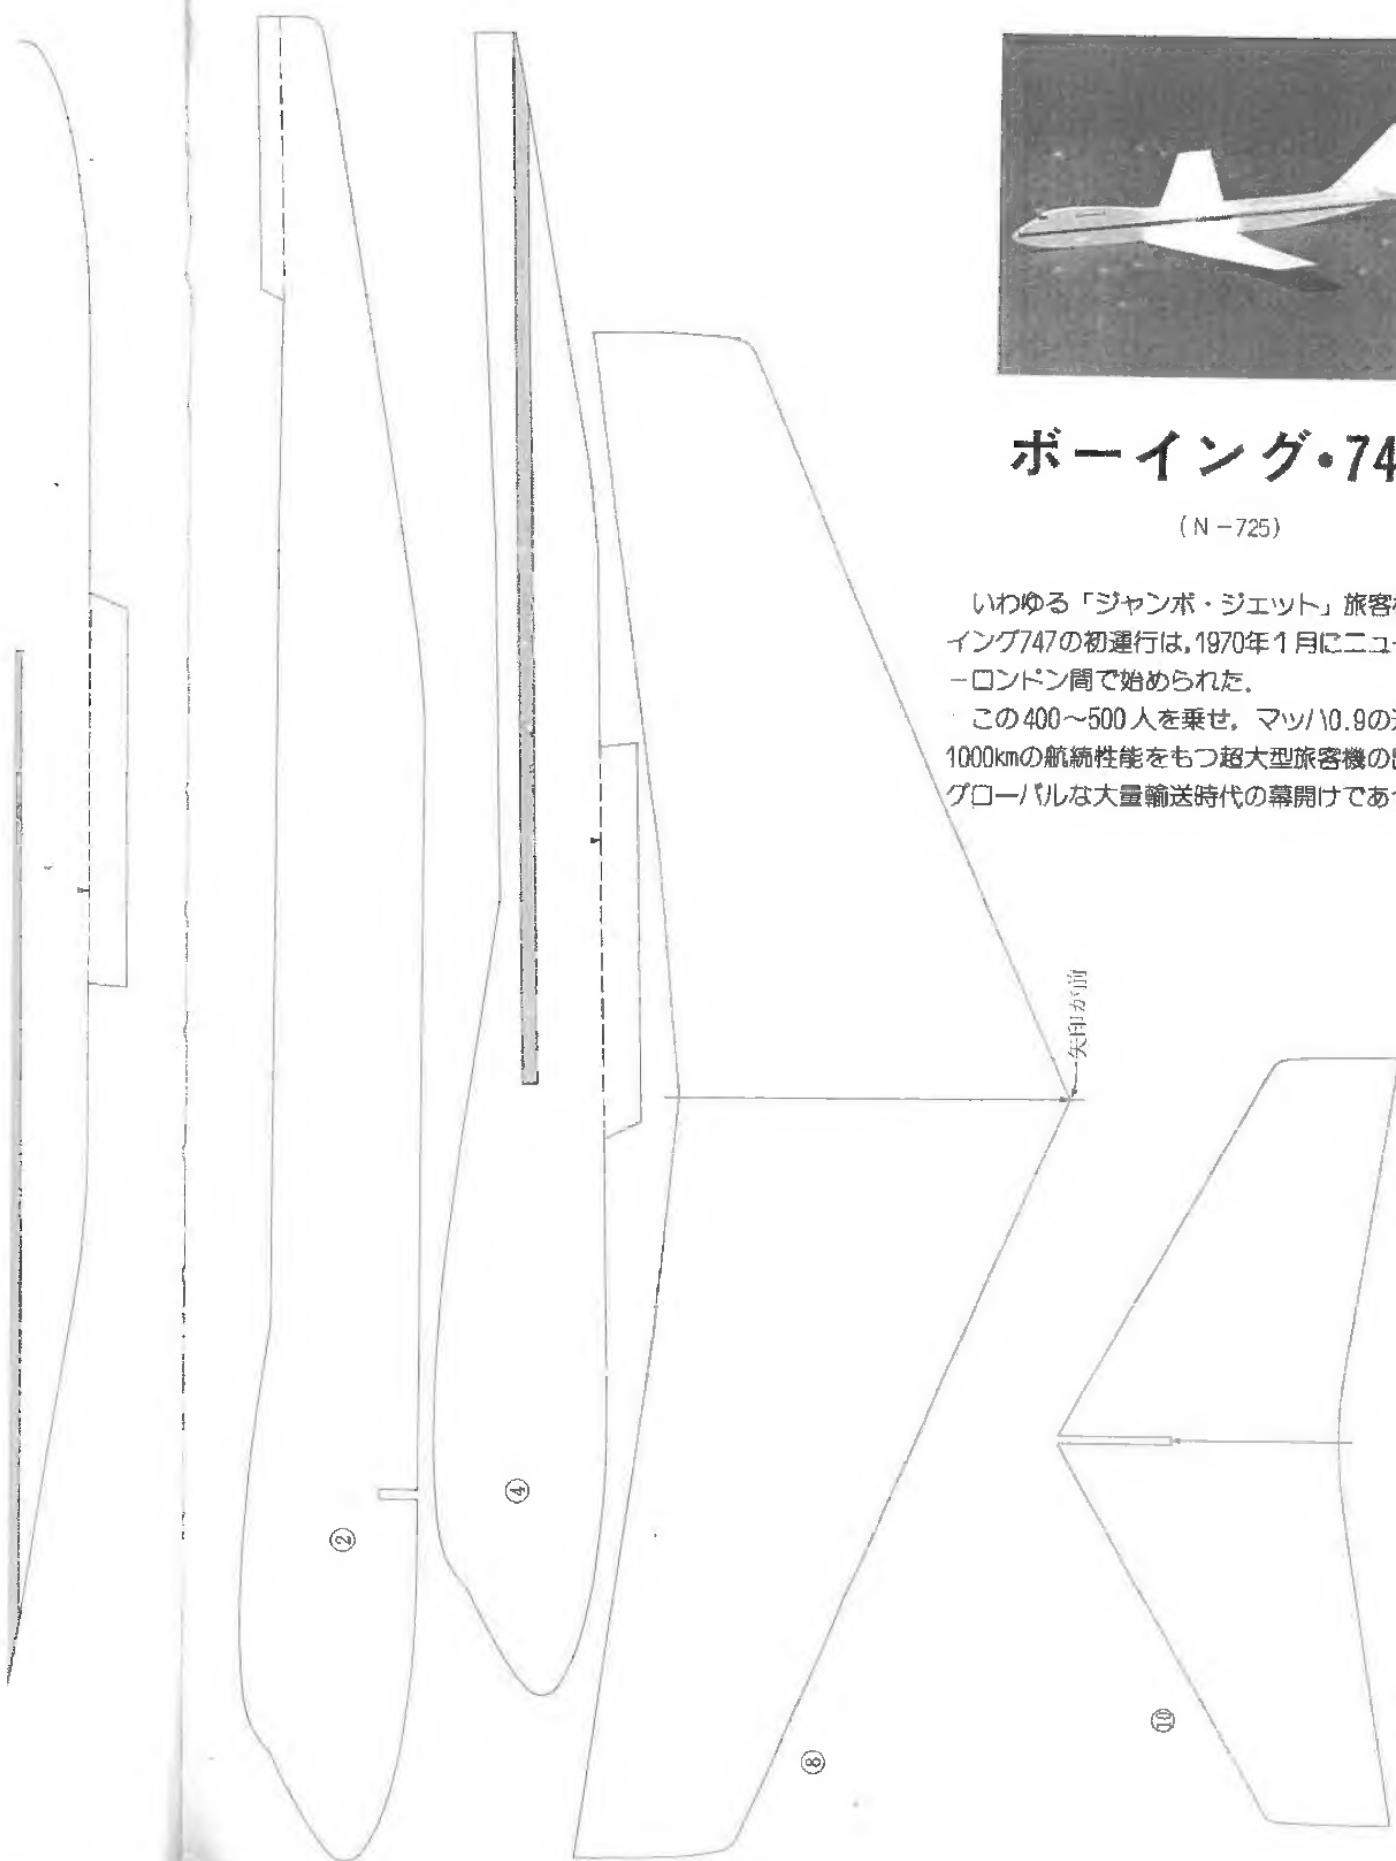 ボーイング・74
(N-725)
いわゆる「ジャンボ・ジェット」旅客
イング747の初運行は,1970年1月にニュー
ーロンドン間で始められた.
この400～500人を乗せ,マッハ0.9の
1000kmの航続性能をもつ超大型旅客機の
グローバルな大量輸送時代の幕開けであ
矢印が前
②
④
⑧
⑩